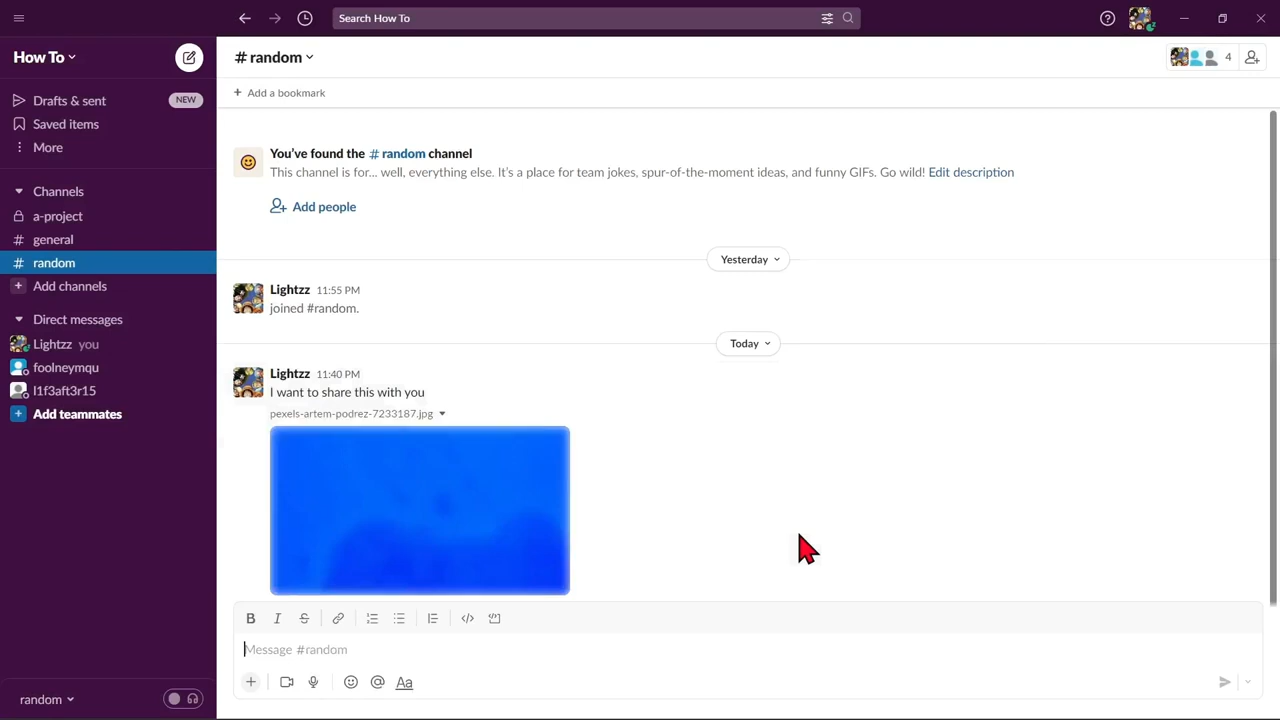 Search How To
How To
Drafts & sent NEW
Saved items
More
Channels
a-project
# general
# random
+ Add channels
Direct messages
Lightzz you
foolneymqu
l1f3aft3r15
+ Add teammates
random
# random
4
+ Add a bookmark
You've found the # random channel
This channel is for... well, everything else. It's a place for team jokes, spur-of-the-moment ideas, and funny GIFs. Go wild! Edit description
Add people
Yesterday
Lightzz 11:55 PM
joined #random.
Today
Lightzz 11:40 PM
I want to share this with you
pexels-artem-podrez-7233187.jpg
B I S
Message #random
+ @ Aa